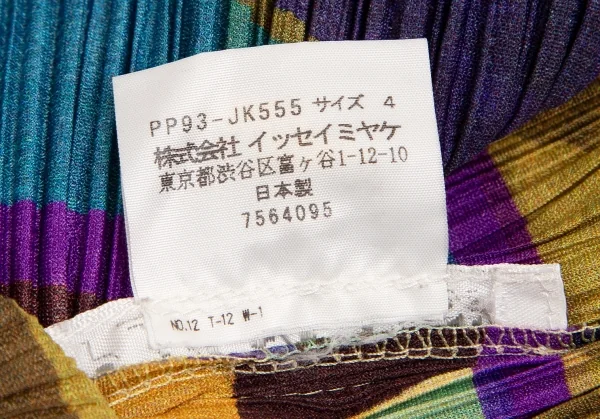 PP93-JK555 サイズ 4
株式会社 イッセイミヤケ
東京都渋谷区富ヶ谷1-12-10
日本製
7564095
NO.12 T-12 W-1